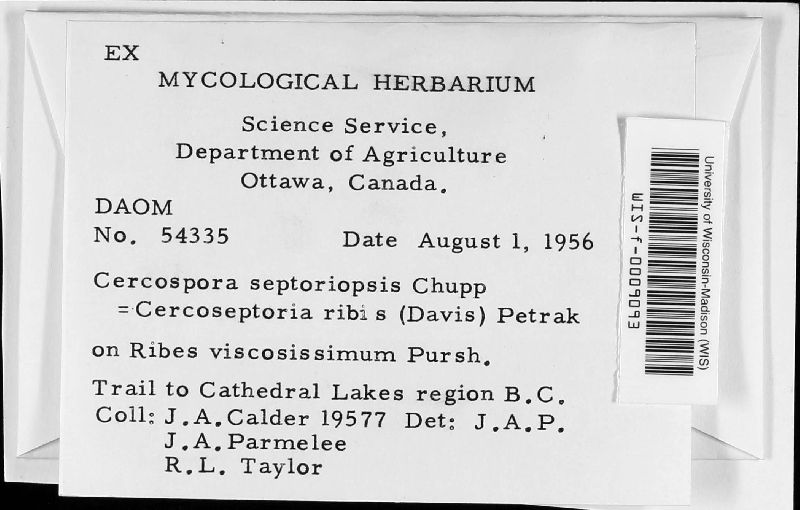 EX
MYCOLOGICAL HERBARIUM
Science Service,
Department of Agriculture
Ottawa, Canada.
DAOM
No. 54335 Date August 1, 1956
Cercospora septoriopsis Chupp
=Cercoseptoria ribis (Davis) Petrak
on Ribes viscosissimum Pursh.
Trail to Cathedral Lakes region B.C.
Coll: J.A.Calder 19577 Det: J.A.P.
J.A.Parmelee
R.L. Taylor
University of Wisconsin-Madison (WIS)
WIS-f-0009093